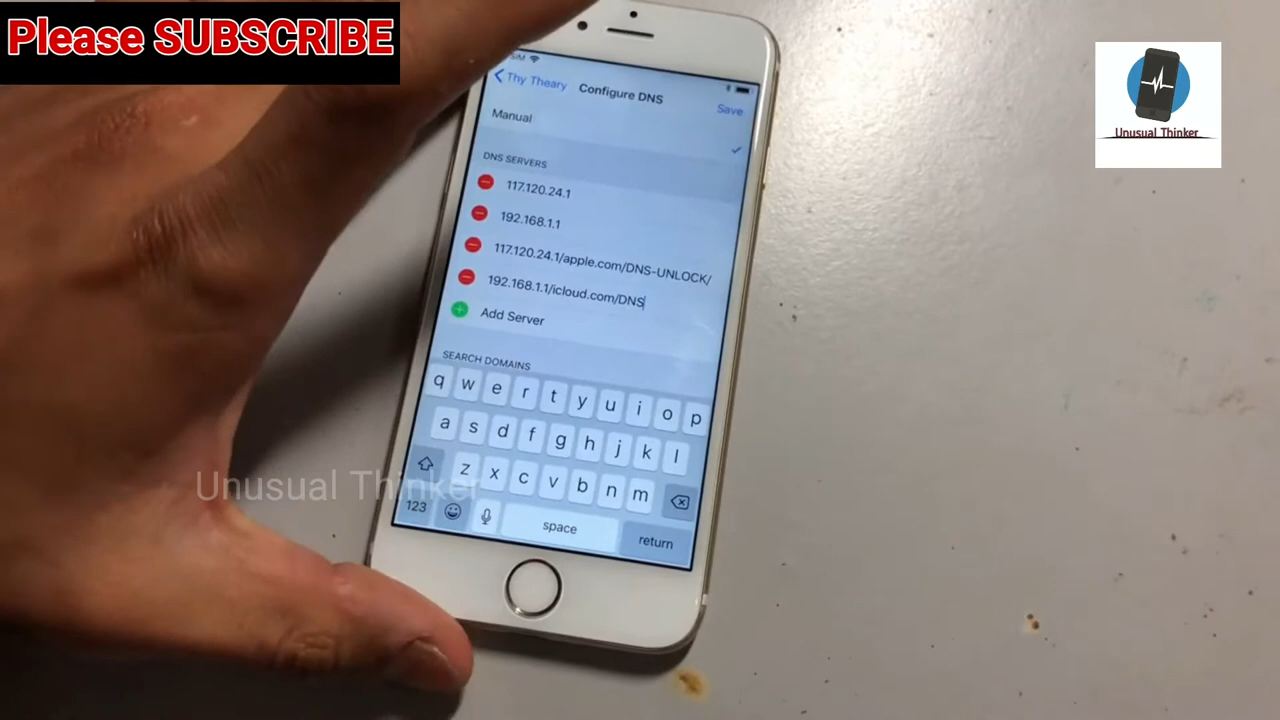 Please SUBSCRIBE
Unusual Thinker
Thy Theary
Configure DNS
Save
Manual
DNS SERVERS
117.120.24.1
192.168.1.1
117.120.24.1/apple.com/DNS-UNLOCK/
192.168.1.1/icloud.com/DNS
Add Server
SEARCH DOMAINS
q w e r t y u i o p
a s d f g h j k l
z x c v b n m
123 space return
Unusual Thinker